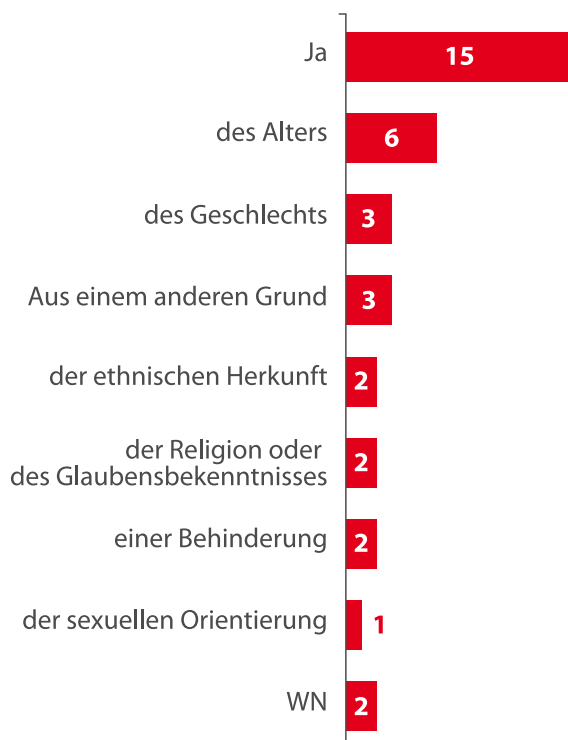 Ja 15
des Alters 6
des Geschlechts 3
Aus einem anderen Grund 3
der ethnischen Herkunft 2
der Religion oder
des Glaubensbekenntnisses 2
einer Behinderung 2
der sexuellen Orientierung 1
WN 2